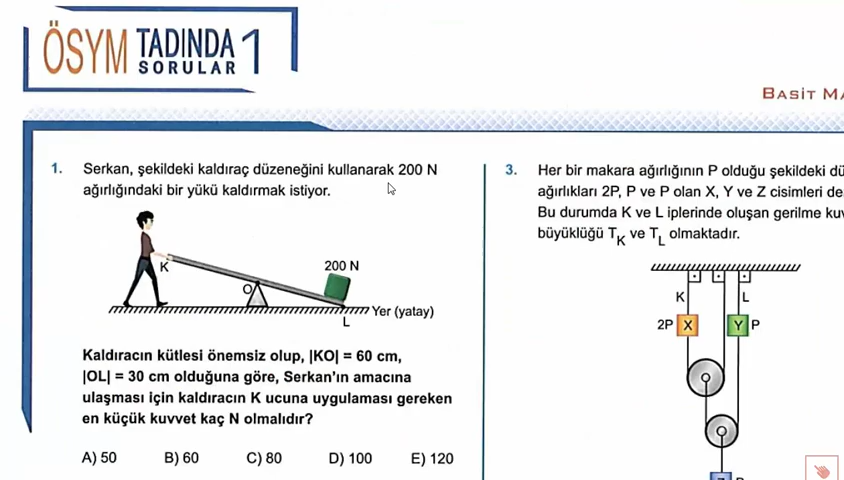 ÖSYM TADINDA SORULAR 1
BASİT
1. Serkan, şekildeki kaldıraç düzeneğini kullanarak 200 N
ağırlığındaki bir yükü kaldırmak istiyor.
K
O
200 N
L
Yer (yatay)
Kaldıracın kütlesi önemsiz olup, |KO| = 60 cm,
|OL| = 30 cm olduğuna göre, Serkan'ın amacına
ulaşması için kaldıracın K ucuna uygulaması gereken
en küçük kuvvet kaç N olmalıdır?
A) 50 B) 60 C) 80 D) 100 E) 120
3. Her bir makara ağırlığının P olduğu şekildeki
ağırlıkları 2P, P ve P olan X, Y ve Z cisimleri
Bu durumda K ve L iplerinde oluşan gerilme
büyüklüğü T_K ve T_L olmaktadır.
K L
2P X Y P